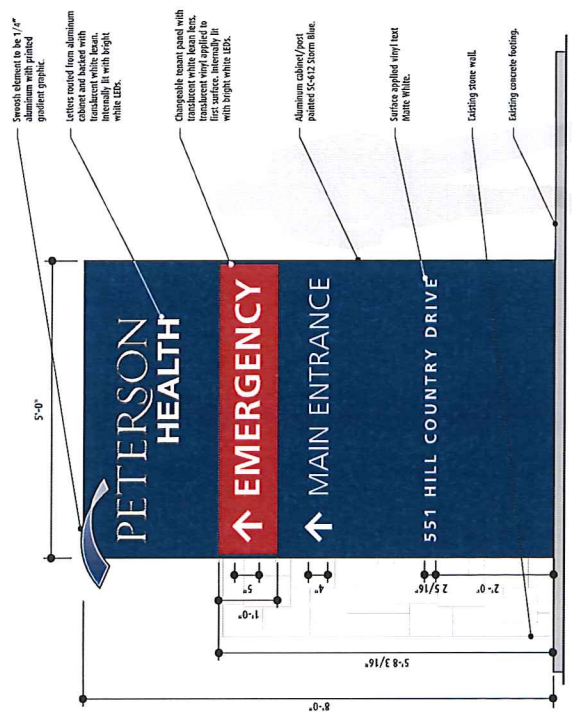 Swoosh element to be 1/4"
aluminum with printed
gradient graphic.
Letters routed from aluminum
cabinet and backed with
translucent white lexan.
Internally lit with bright
white LEDs.
Changeable tenant panel with
translucent white lexan lens,
translucent vinyl applied to
first surface. Internally lit
with bright white LEDs.
Aluminum cabinet/post
painted SC-612 Storm Blue.
Surface applied vinyl text
Matte White.
Existing stone wall.
Existing concrete footing.
5'-0"
PETERSON
HEALTH
↑ EMERGENCY
↑ MAIN ENTRANCE
551 HILL COUNTRY DRIVE
5"
1'-0"
4"
2 5/16"
2'-0"
5'-8 3/16"
8'-0"